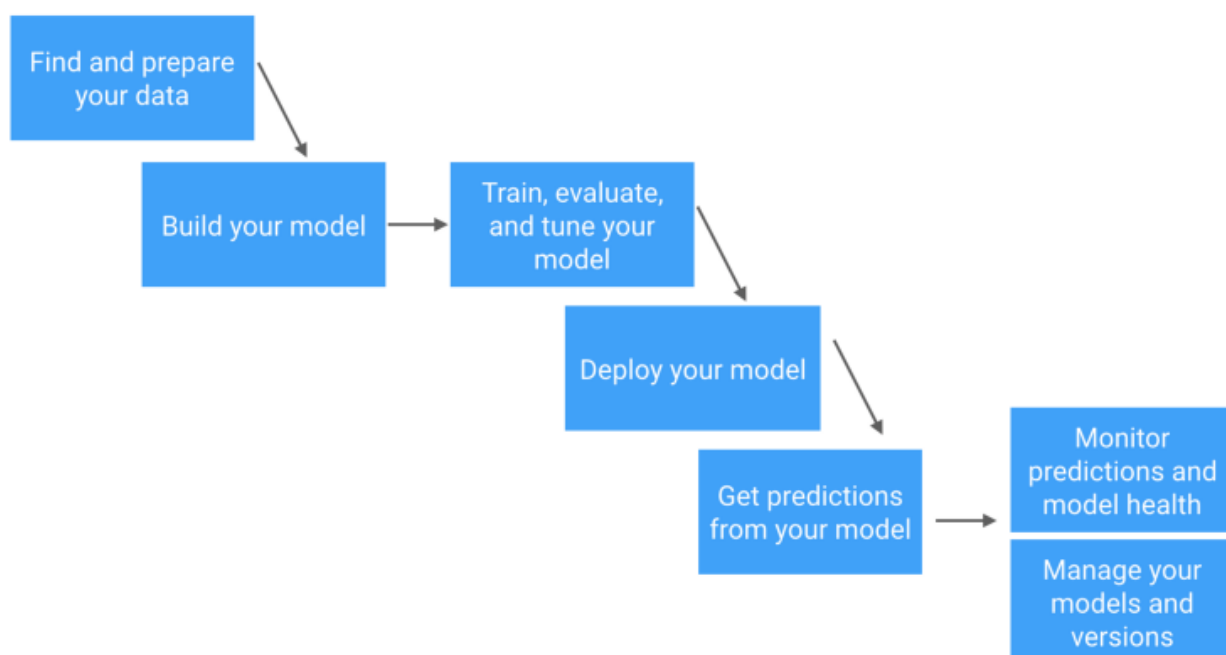 Find and prepare
your data
Build your model
Train, evaluate,
and tune your
model
Deploy your model
Get predictions
from your model
Monitor
predictions and
model health
Manage your
models and
versions